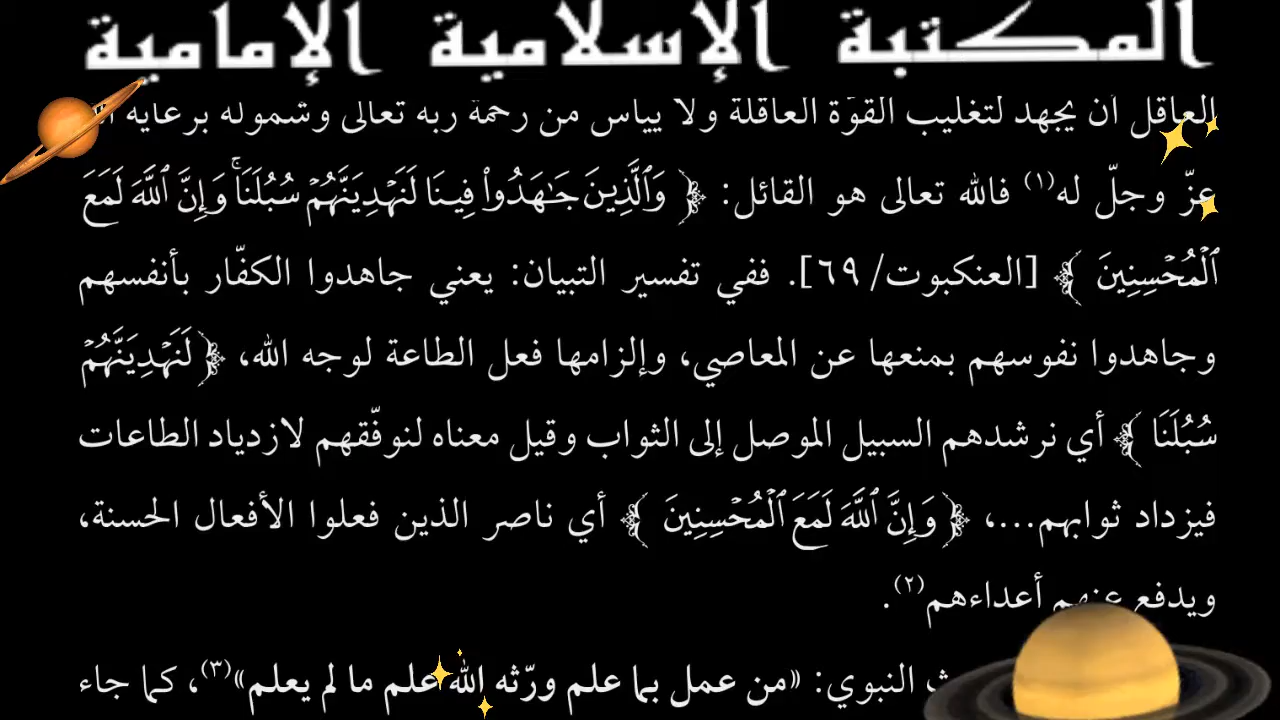 المكتبة الإسلامية الإمامية
العاقل أن يجهد لتغليب القوّة العاقلة ولا ييأس من رحمة ربه تعالى وشموله برعايته
عزّ وجلّ له(١) فالله تعالى هو القائل: ﴿وَٱلَّذِينَ جَٰهَدُوا۟ فِينَا لَنَهۡدِيَنَّهُمۡ سُبُلَنَاۚ وَإِنَّ ٱللَّهَ لَمَعَ
ٱلۡمُحۡسِنِينَ﴾ [العنكبوت/ ٦٩]. ففي تفسير التبيان: يعني جاهدوا الكفّار بأنفسهم
وجاهدوا نفوسهم بمنعها عن المعاصي، وإلزامها فعل الطاعة لوجه الله، ﴿لَنَهۡدِيَنَّهُمۡ
سُبُلَنَا﴾ أي نرشدهم السبيل الموصل إلى الثواب وقيل معناه لنوفّقهم لازدياد الطاعات
فيزداد ثوابهم...، ﴿وَإِنَّ ٱللَّهَ لَمَعَ ٱلۡمُحۡسِنِينَ﴾ أي ناصر الذين فعلوا الأفعال الحسنة،
ويدفع عنهم أعداءهم(٢).
النبوي: «من عمل بما علم ورّثه الله علم ما لم يعلم»(٣)، كما جاء